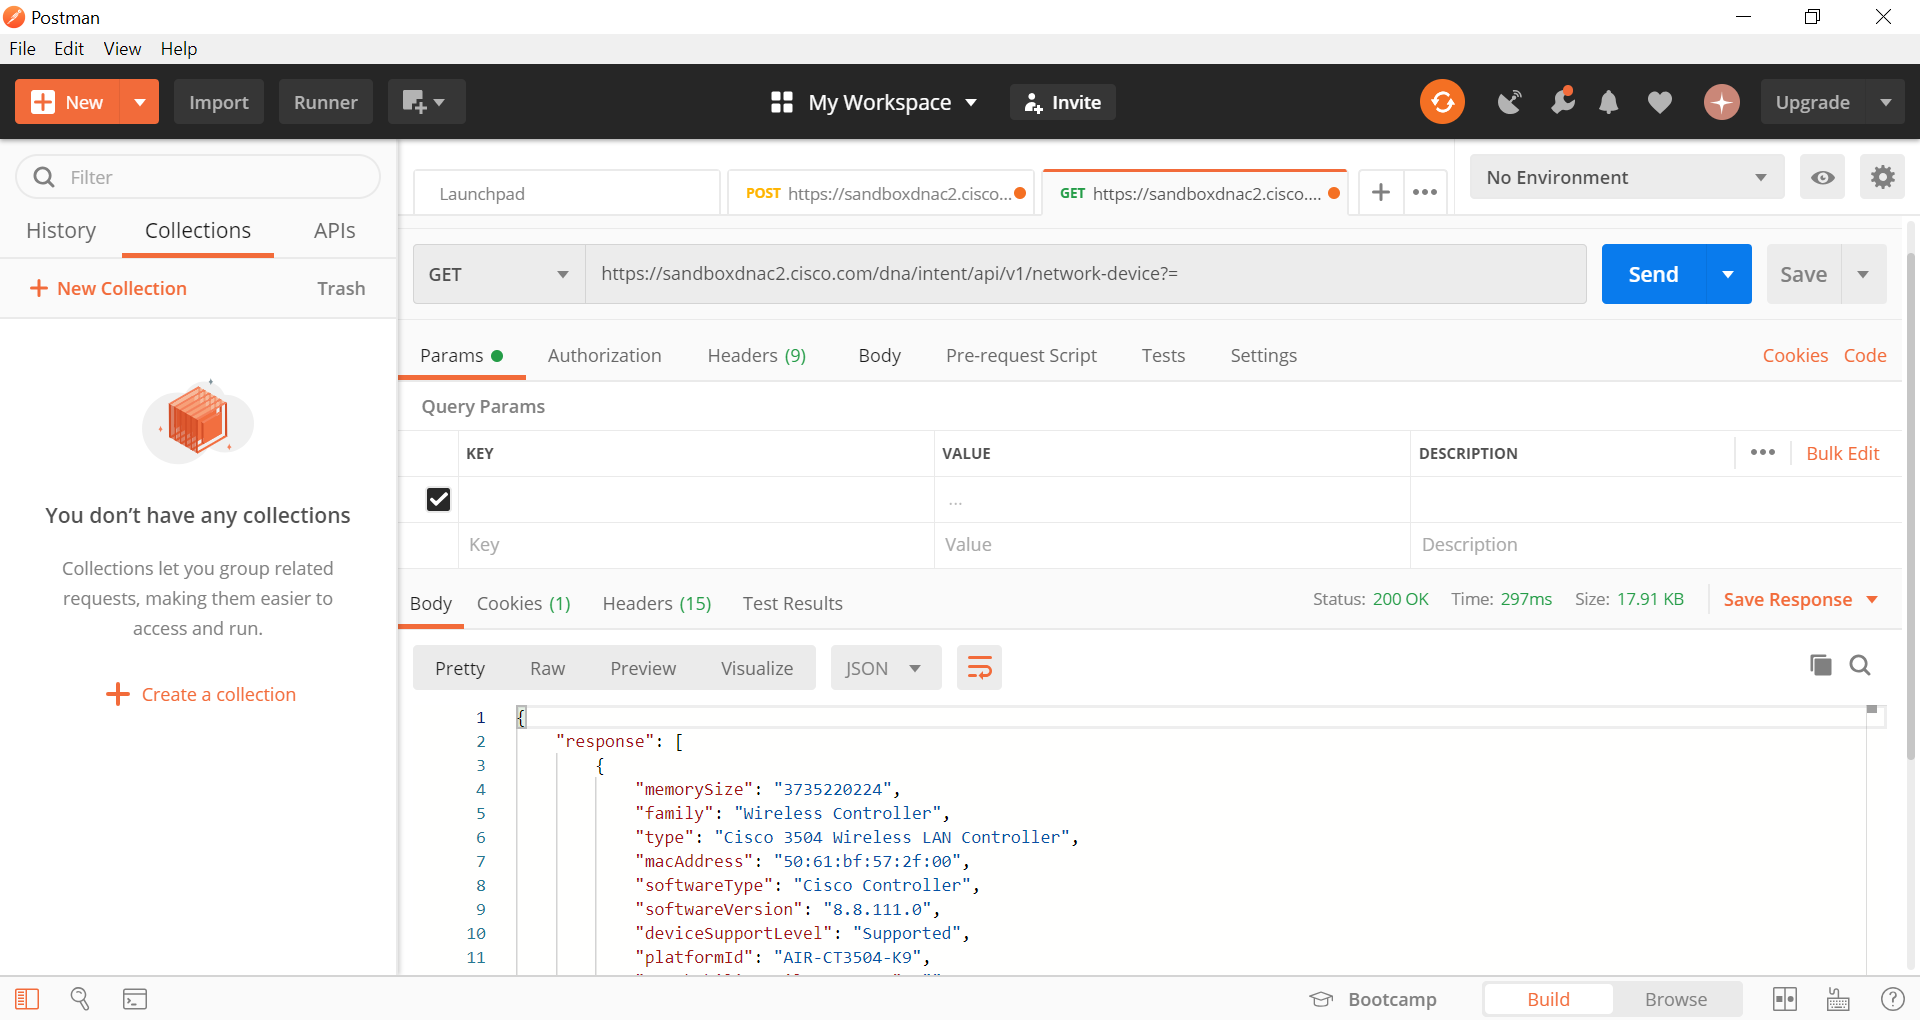 Postman
File Edit View Help
New Import Runner My Workspace Invite Upgrade
Filter
Launchpad POST https://sandboxdnac2.cisco... GET https://sandboxdnac2.cisco.... No Environment
History Collections APIs
New Collection Trash
GET https://sandboxdnac2.cisco.com/dna/intent/api/v1/network-device?= Send Save
Params Authorization Headers (9) Body Pre-request Script Tests Settings Cookies Code
Query Params
KEY VALUE DESCRIPTION ••• Bulk Edit
...
Key Value Description
You don’t have any collections
Collections let you group related
requests, making them easier to
access and run.
Create a collection
Body Cookies (1) Headers (15) Test Results Status: 200 OK Time: 297ms Size: 17.91 KB Save Response
Pretty Raw Preview Visualize JSON
1 {
2 "response": [
3 {
4 "memorySize": "3735220224",
5 "family": "Wireless Controller",
6 "type": "Cisco 3504 Wireless LAN Controller",
7 "macAddress": "50:61:bf:57:2f:00",
8 "softwareType": "Cisco Controller",
9 "softwareVersion": "8.8.111.0",
10 "deviceSupportLevel": "Supported",
11 "platformId": "AIR-CT3504-K9",
Bootcamp Build Browse